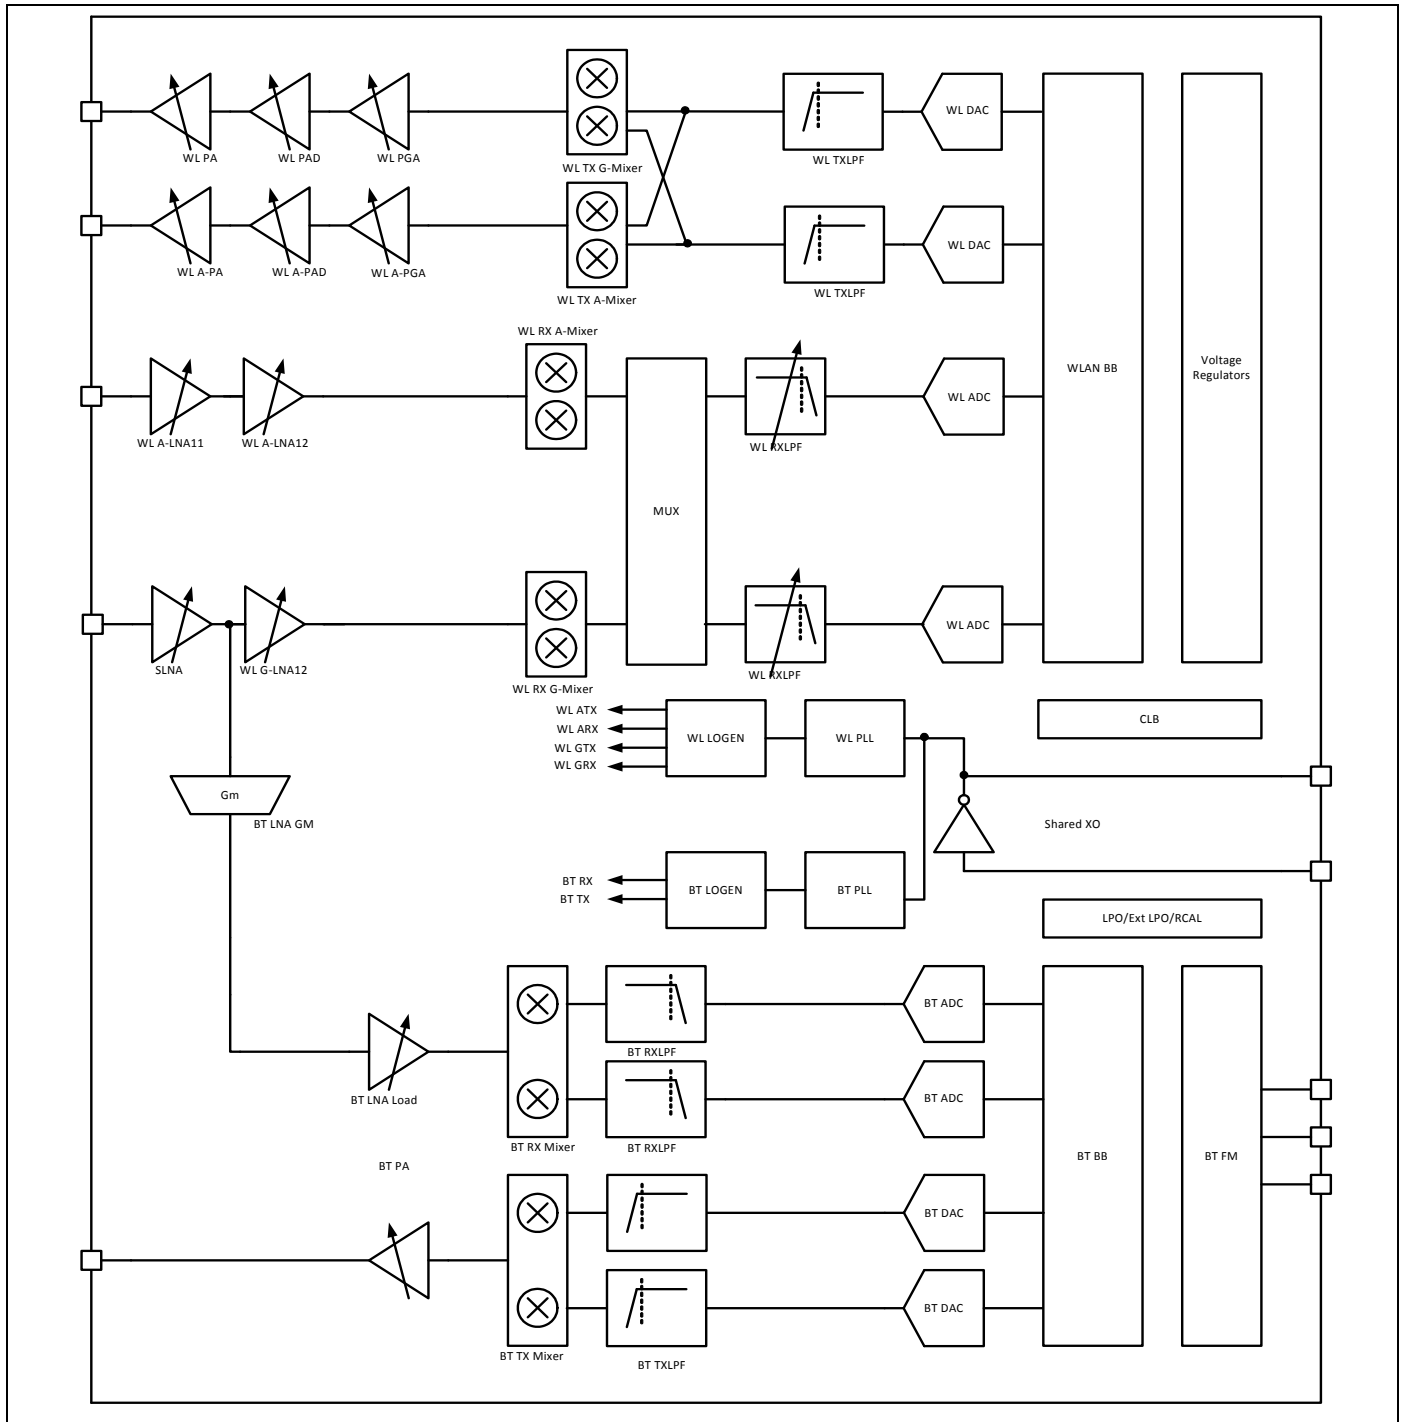 WL PA
WL PAD
WL PGA
WL TX G-Mixer
WL TXLPF
WL DAC
WL A-PA
WL A-PAD
WL A-PGA
WL TX A-Mixer
WL TXLPF
WL DAC
WL RX A-Mixer
WL A-LNA11
WL A-LNA12
MUX
WL RXLPF
WL ADC
WLAN BB
Voltage
Regulators
SLNA
WL G-LNA12
WL RX G-Mixer
WL RXLPF
WL ADC
WL ATX
WL ARX
WL GTX
WL GRX
WL LOGEN
WL PLL
CLB
Gm
BT LNA GM
Shared XO
BT RX
BT TX
BT LOGEN
BT PLL
LPO/Ext LPO/RCAL
BT LNA Load
BT RX Mixer
BT RXLPF
BT ADC
BT RXLPF
BT ADC
BT BB
BT FM
BT PA
BT TX Mixer
BT DAC
BT DAC
BT TXLPF